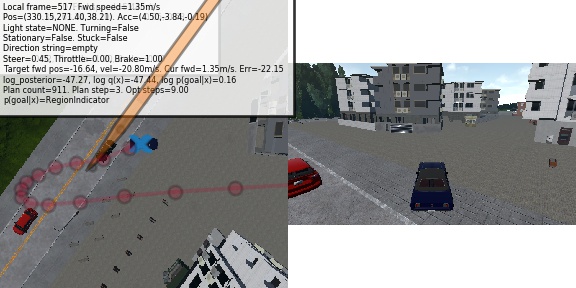 Local frame=517. Fwd speed=1.35m/s
Pos=(330.15,271.40,38.21). Acc=(4.50,-3.84,-0.19)
Light state=NONE. Turning=False
Stationary=False. Stuck=False
Direction string=empty
Steer=0.45, Throttle=0.00, Brake=1.00
Target fwd pos=-16.64, vel=-20.80m/s. Cur fwd=1.35m/s. Err=-22.15
log_posterior=-47.27, log q(x)=-47.44, log p(goal|x)=0.16
Plan count=911. Plan step=3. Opt steps=9.00
p(goal|x)=RegionIndicator